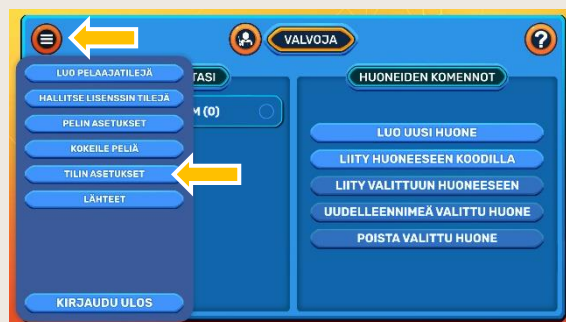 VALVOJA
?
LUO PELAAJATILEJÄ
HALLITSE LISENSSIN TILEJÄ
PELIN ASETUKSET
KOKEILE PELIÄ
TILIN ASETUKSET
LÄHTEET
KIRJAUDU ULOS
TASI
M (0)
HUONEIDEN KOMENNOT
LUO UUSI HUONE
LIITY HUONEESEEN KOODILLA
LIITY VALITTUUN HUONEESEEN
UUDELLEENNIMEÄ VALITTU HUONE
POISTA VALITTU HUONE